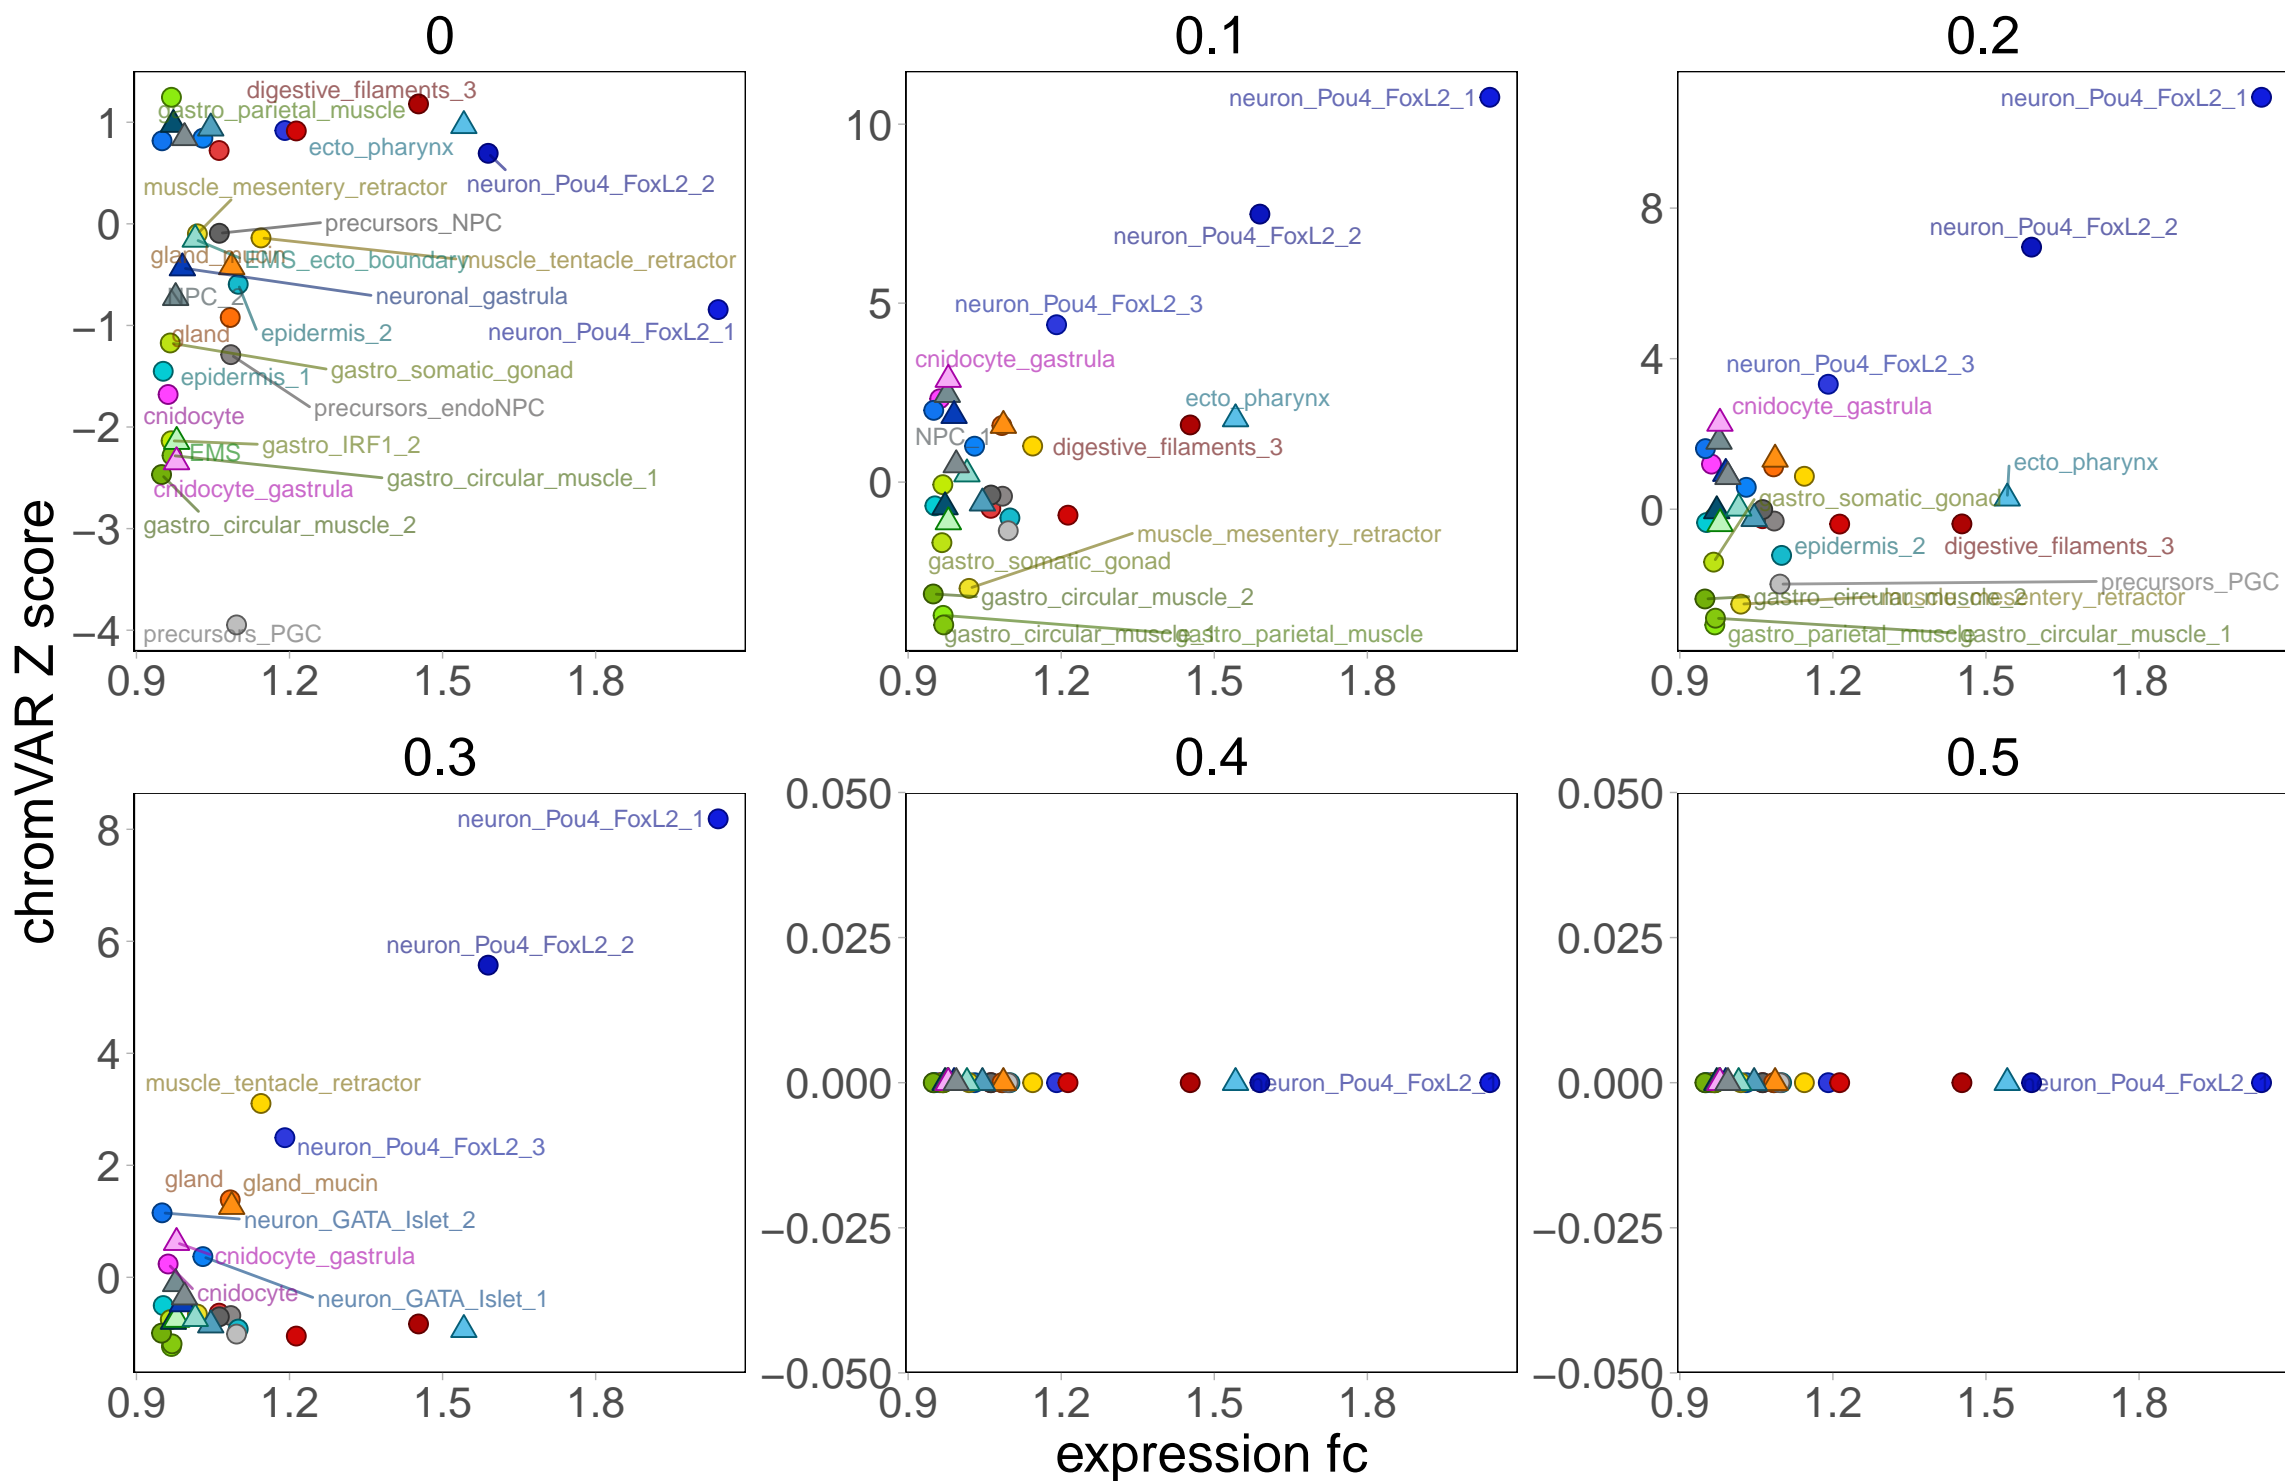 0
0.1
0.2
chromVAR Z score
1
0
−1
−2
−3
−4
digestive_filaments_3
gastro_parietal_muscle
ecto_pharynx
neuron_Pou4_FoxL2_2
muscle_mesentery_retractor
precursors_NPC
gland_mucin
EMS_ecto_boundary
muscle_tentacle_retractor
NPC_2
neuronal_gastrula
gland
epidermis_2
neuron_Pou4_FoxL2_1
epidermis_1
gastro_somatic_gonad
cnidocyte
precursors_endoNPC
EMS
gastro_IRF1_2
cnidocyte_gastrula
gastro_circular_muscle_1
gastro_circular_muscle_2
precursors_PGC
0.9 1.2 1.5 1.8
10
5
0
neuron_Pou4_FoxL2_1
neuron_Pou4_FoxL2_2
neuron_Pou4_FoxL2_3
cnidocyte_gastrula
ecto_pharynx
NPC_1
digestive_filaments_3
muscle_mesentery_retractor
gastro_somatic_gonad
gastro_circular_muscle_2
gastro_circular_muscle_1
gastro_parietal_muscle
0.9 1.2 1.5 1.8
8
4
0
neuron_Pou4_FoxL2_1
neuron_Pou4_FoxL2_2
neuron_Pou4_FoxL2_3
cnidocyte_gastrula
ecto_pharynx
gastro_somatic_gonad
epidermis_2
digestive_filaments_3
precursors_PGC
gastro_circular_muscle_2
muscle_mesentery_retractor
gastro_parietal_muscle
gastro_circular_muscle_1
0.9 1.2 1.5 1.8
0.3
0.4
0.5
8
6
4
2
0
neuron_Pou4_FoxL2_1
neuron_Pou4_FoxL2_2
muscle_tentacle_retractor
neuron_Pou4_FoxL2_3
gland
gland_mucin
neuron_GATA_Islet_2
cnidocyte_gastrula
cnidocyte
neuron_GATA_Islet_1
0.9 1.2 1.5 1.8
0.050
0.025
0.000
−0.025
−0.050
euron_Pou4_FoxL2_
0.9 1.2 1.5 1.8
0.050
0.025
0.000
−0.025
−0.050
euron_Pou4_FoxL2_
0.9 1.2 1.5 1.8
expression fc